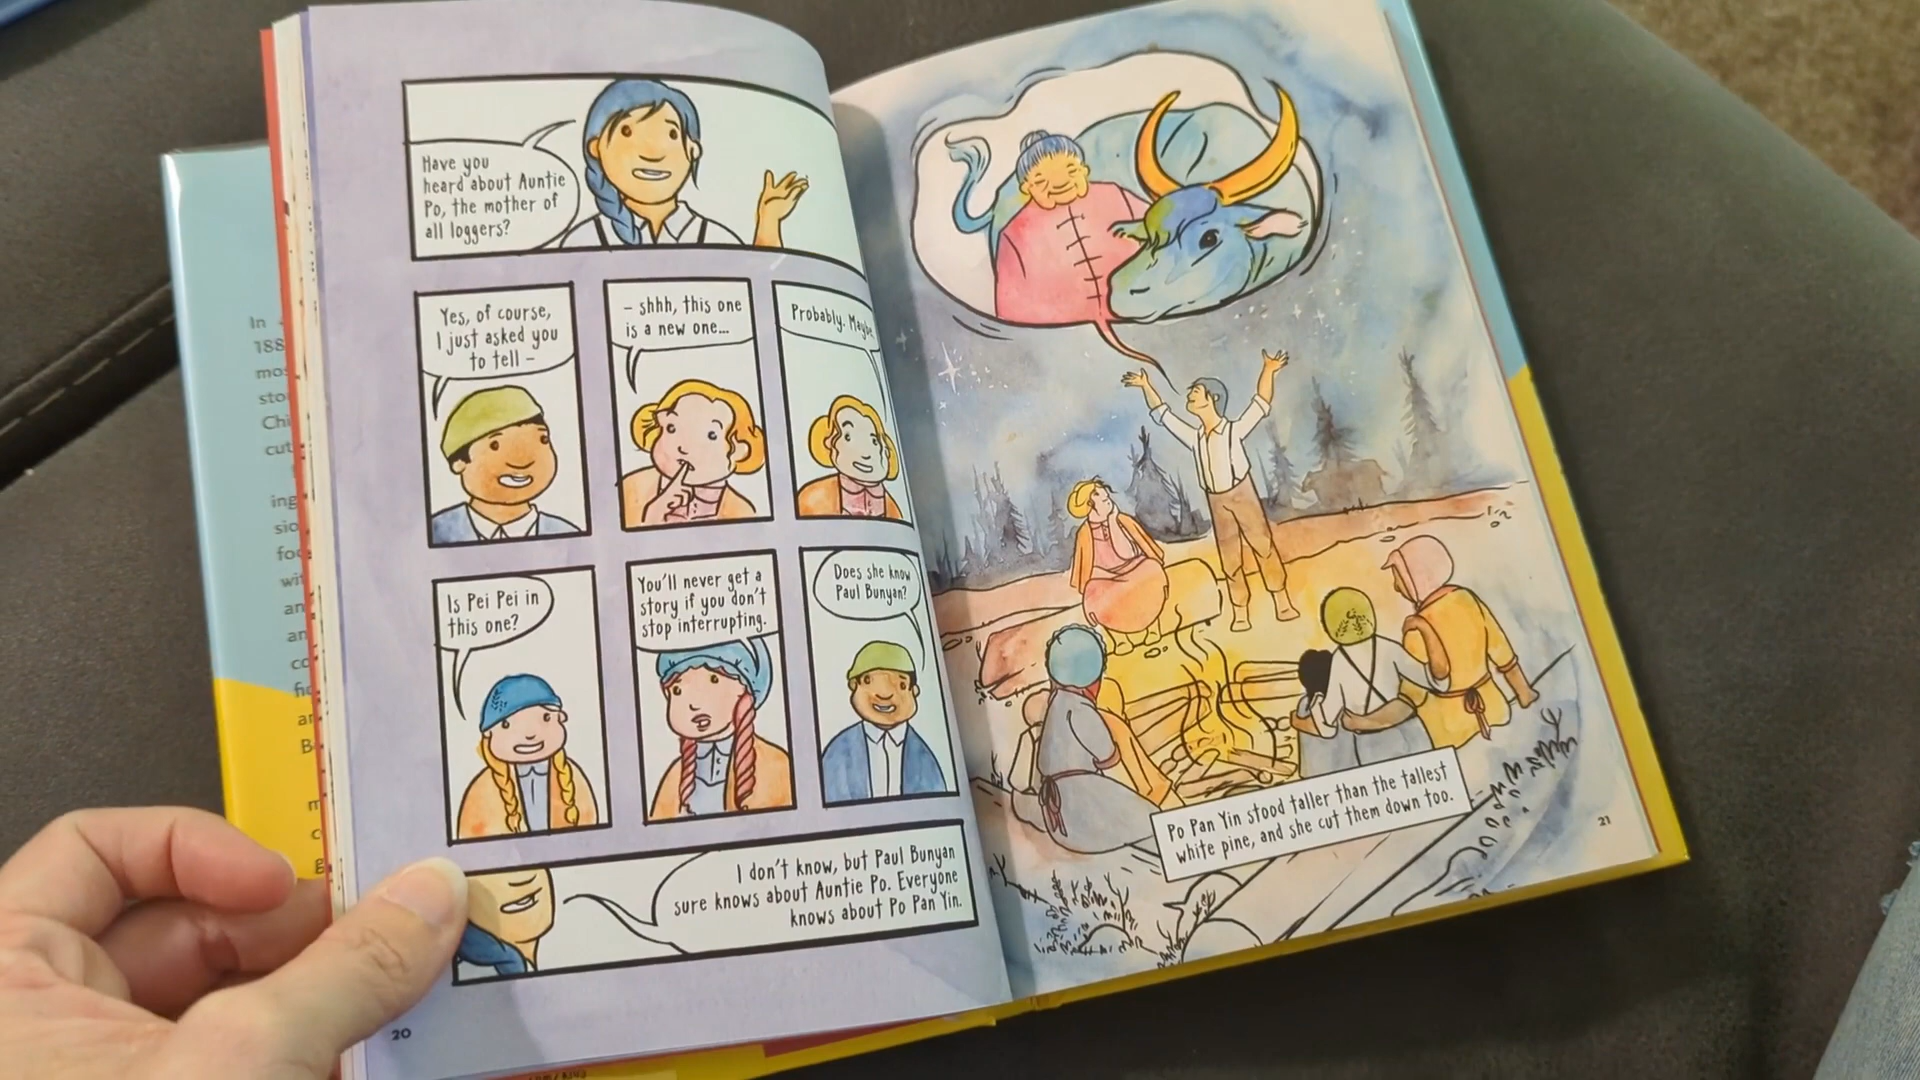 Have you
heard about Auntie
Po, the mother of
all loggers?
Yes, of course,
I just asked you
to tell –
– shhh, this one
is a new one...
Probably. Maybe
Is Pei Pei in
this one?
You'll never get a
story if you don't
stop interrupting.
Does she know
Paul Bunyan?
I don't know, but Paul Bunyan
sure knows about Auntie Po. Everyone
knows about Po Pan Yin.
20
Po Pan Yin stood taller than the tallest
white pine, and she cut them down too.
21
In
188